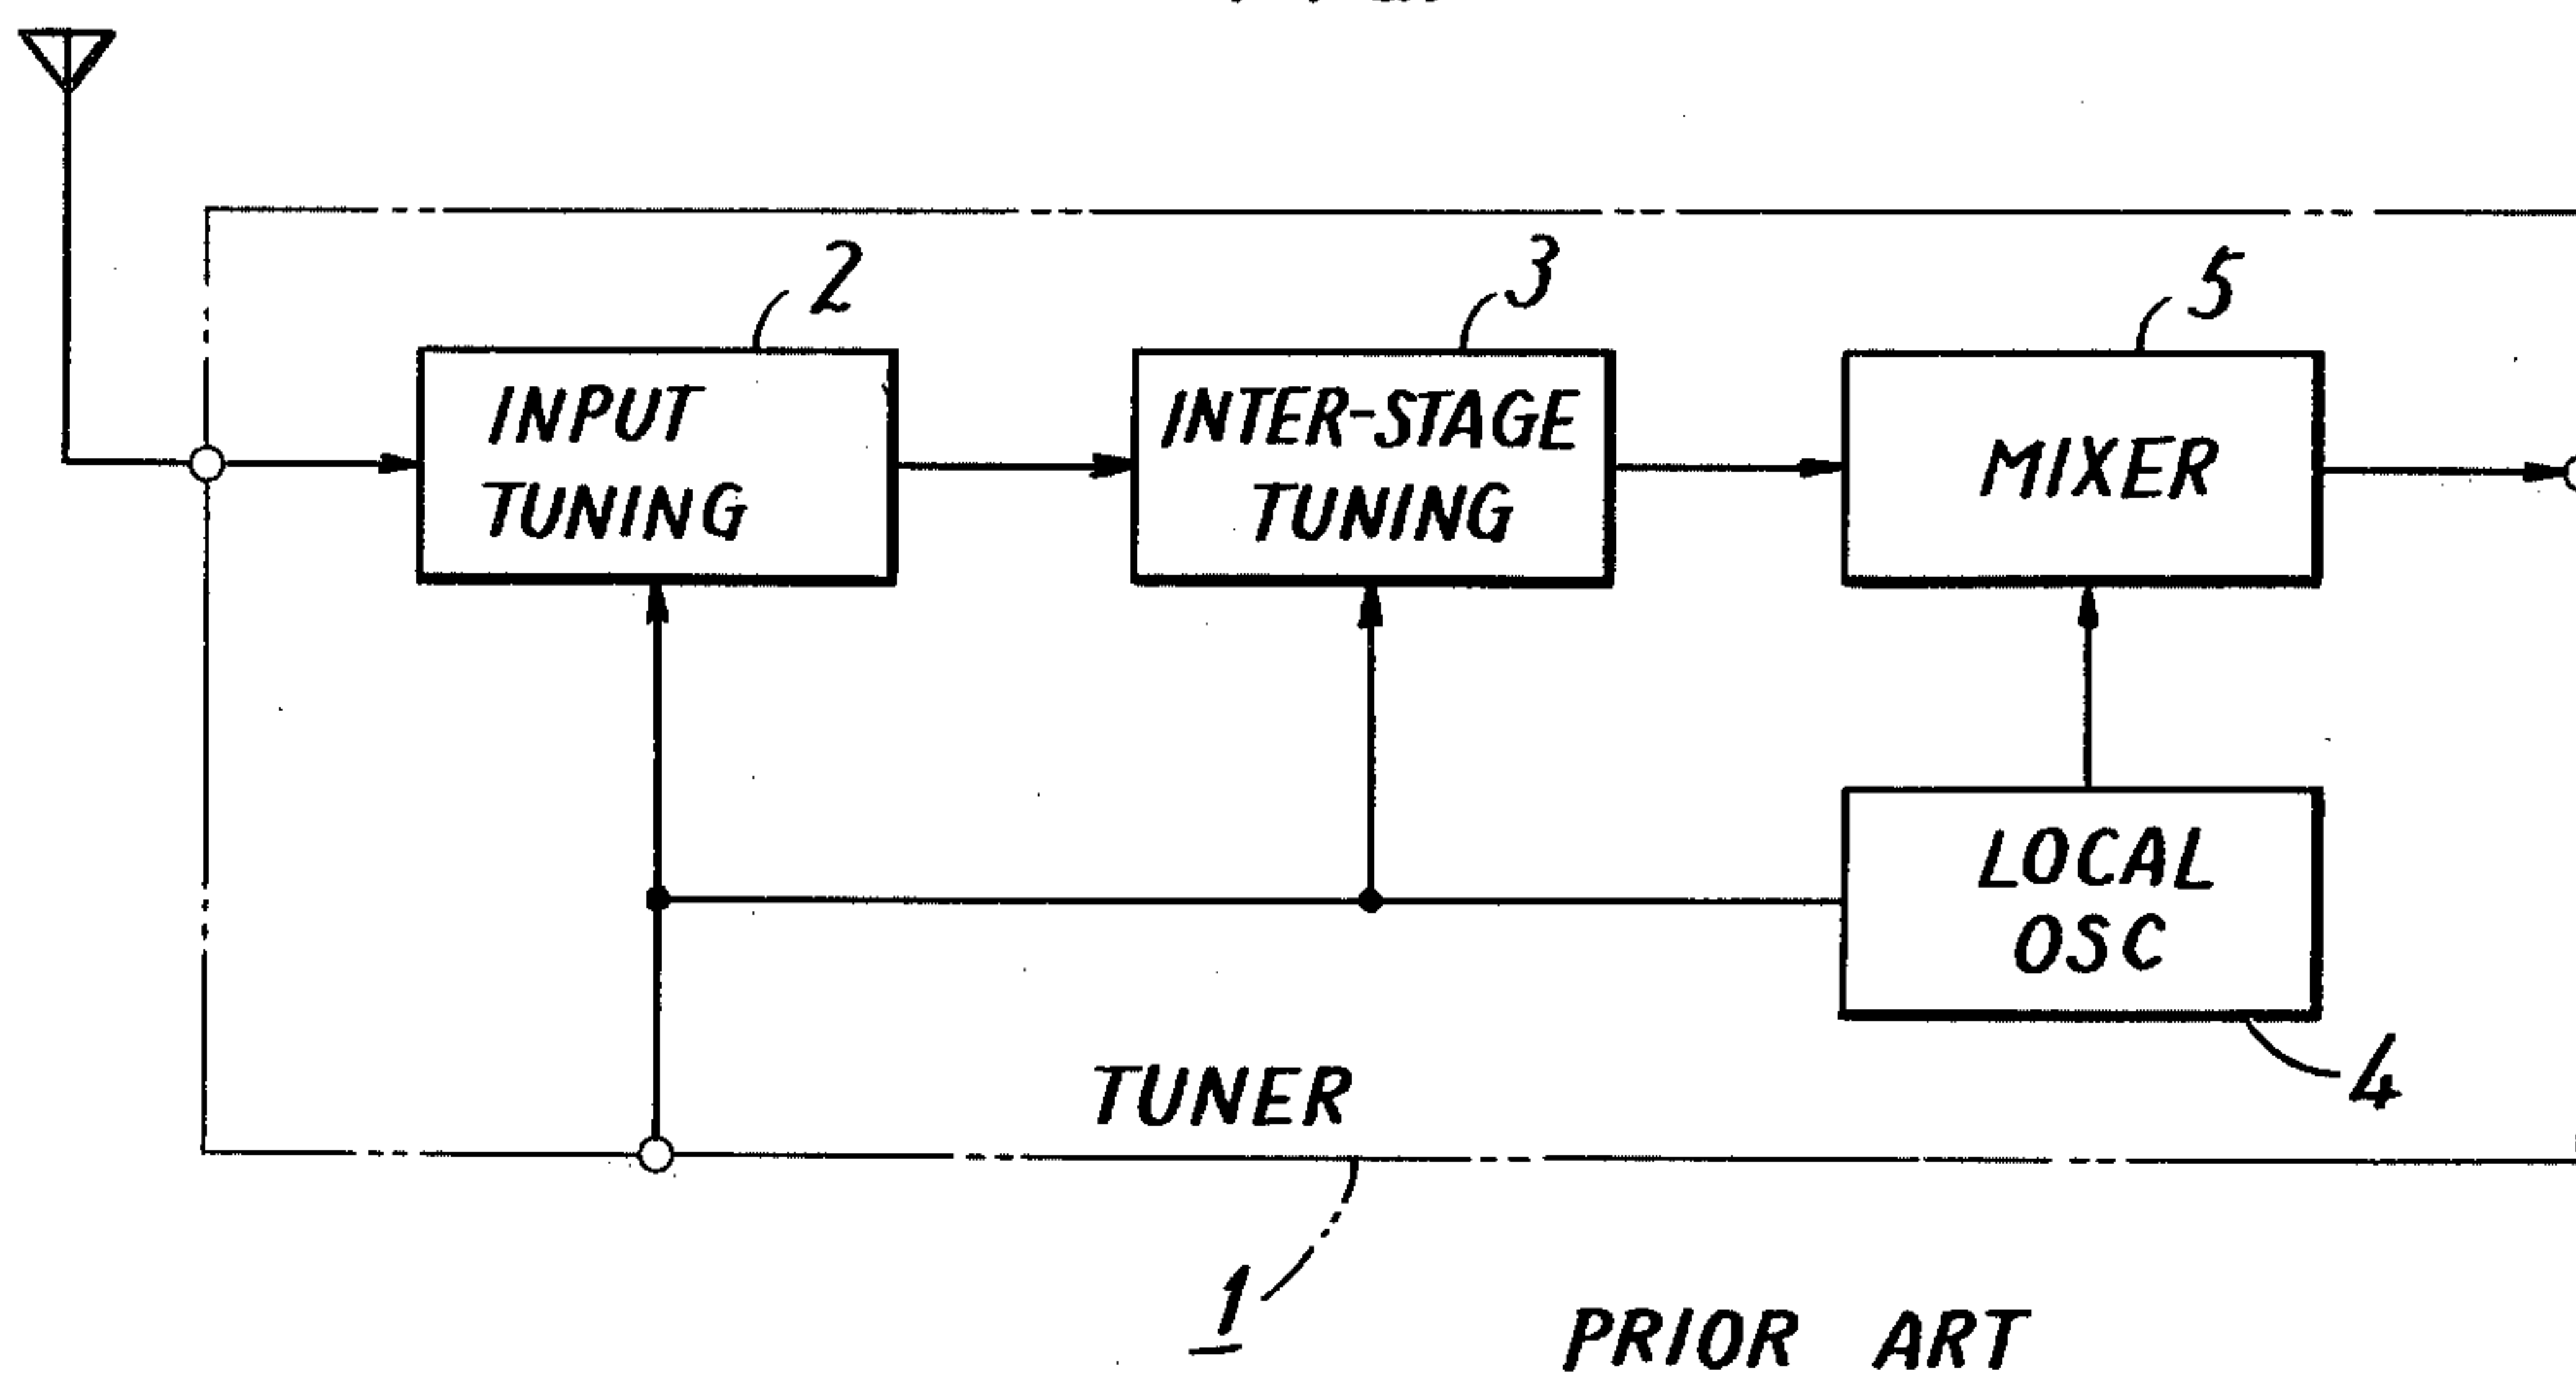 2
3
5
INPUT
TUNING
INTER-STAGE
TUNING
MIXER
LOCAL
OSC
4
TUNER
1
PRIOR ART